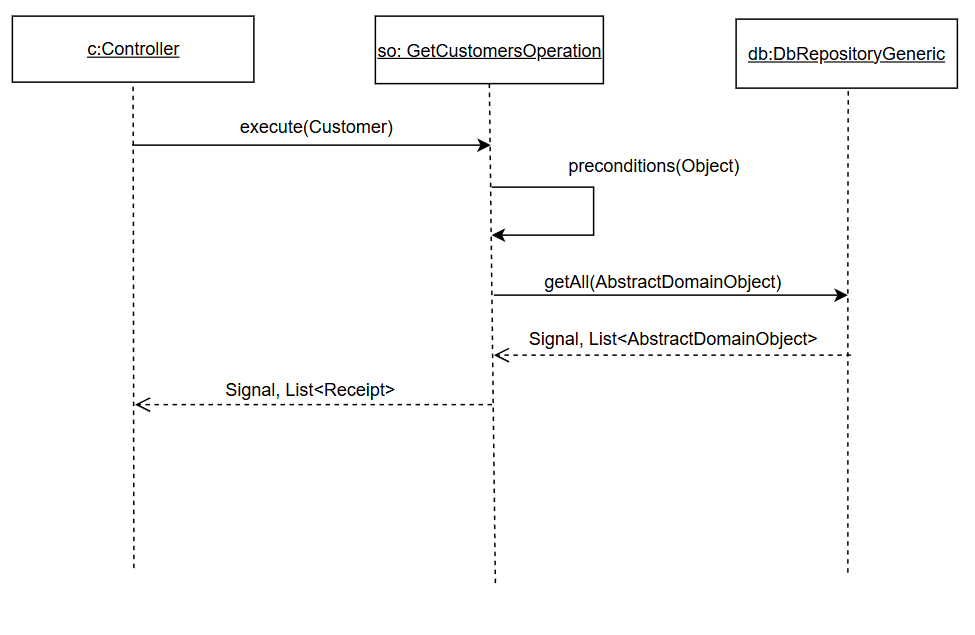 c:Controller
so: GetCustomersOperation
db:DbRepositoryGeneric
execute(Customer)
preconditions(Object)
getAll(AbstractDomainObject)
Signal, List<AbstractDomainObject>
Signal, List<Receipt>